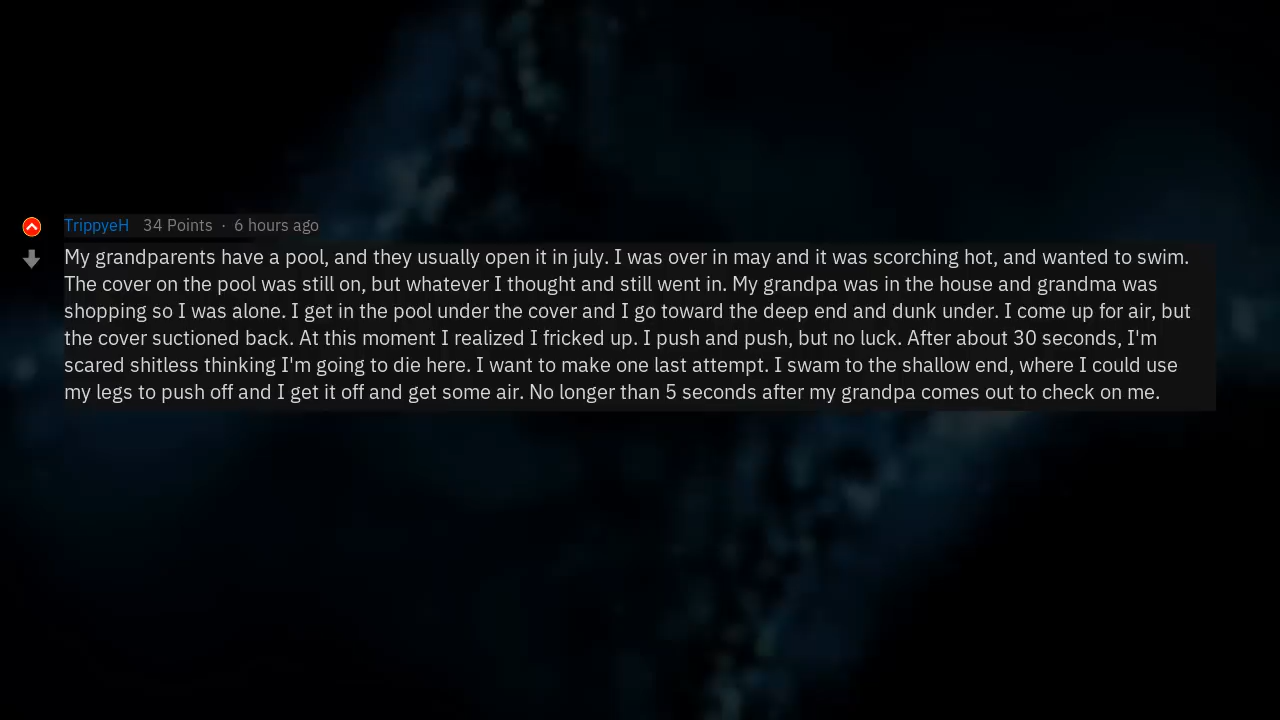 TrippyeH 34 Points · 6 hours ago
My grandparents have a pool, and they usually open it in july. I was over in may and it was scorching hot, and wanted to swim.
The cover on the pool was still on, but whatever I thought and still went in. My grandpa was in the house and grandma was
shopping so I was alone. I get in the pool under the cover and I go toward the deep end and dunk under. I come up for air, but
the cover suctioned back. At this moment I realized I fricked up. I push and push, but no luck. After about 30 seconds, I'm
scared shitless thinking I'm going to die here. I want to make one last attempt. I swam to the shallow end, where I could use
my legs to push off and I get it off and get some air. No longer than 5 seconds after my grandpa comes out to check on me.